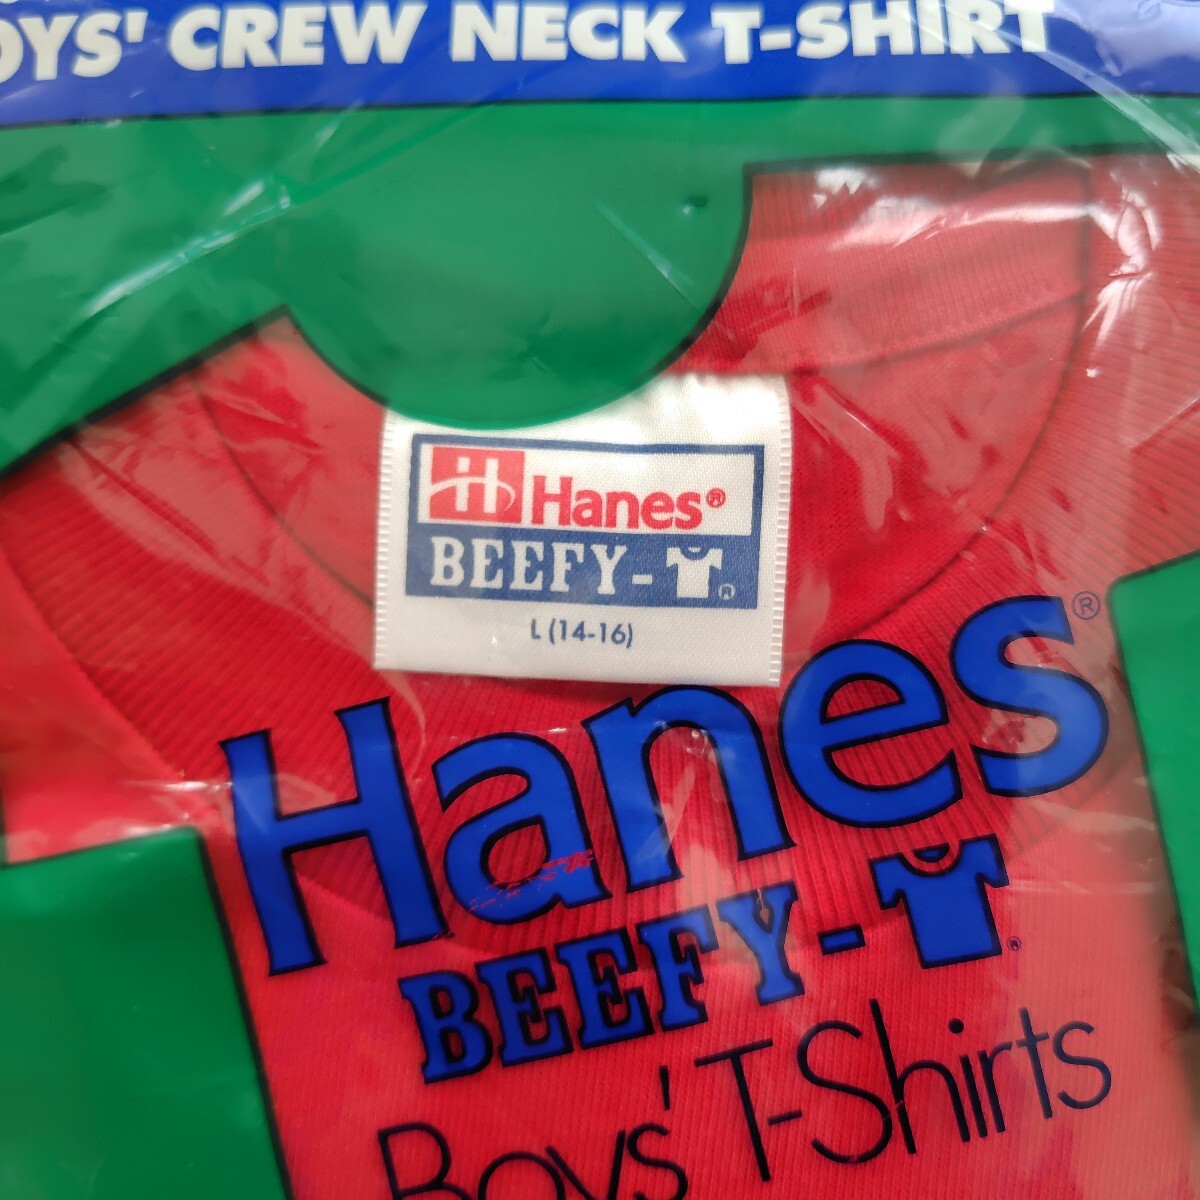 OYS' CREW NECK T-SHIRT
Hanes®
BEEFY-
®
L (14-16)
Hanes®
BEEFY-
®
Boys' T-Shirts